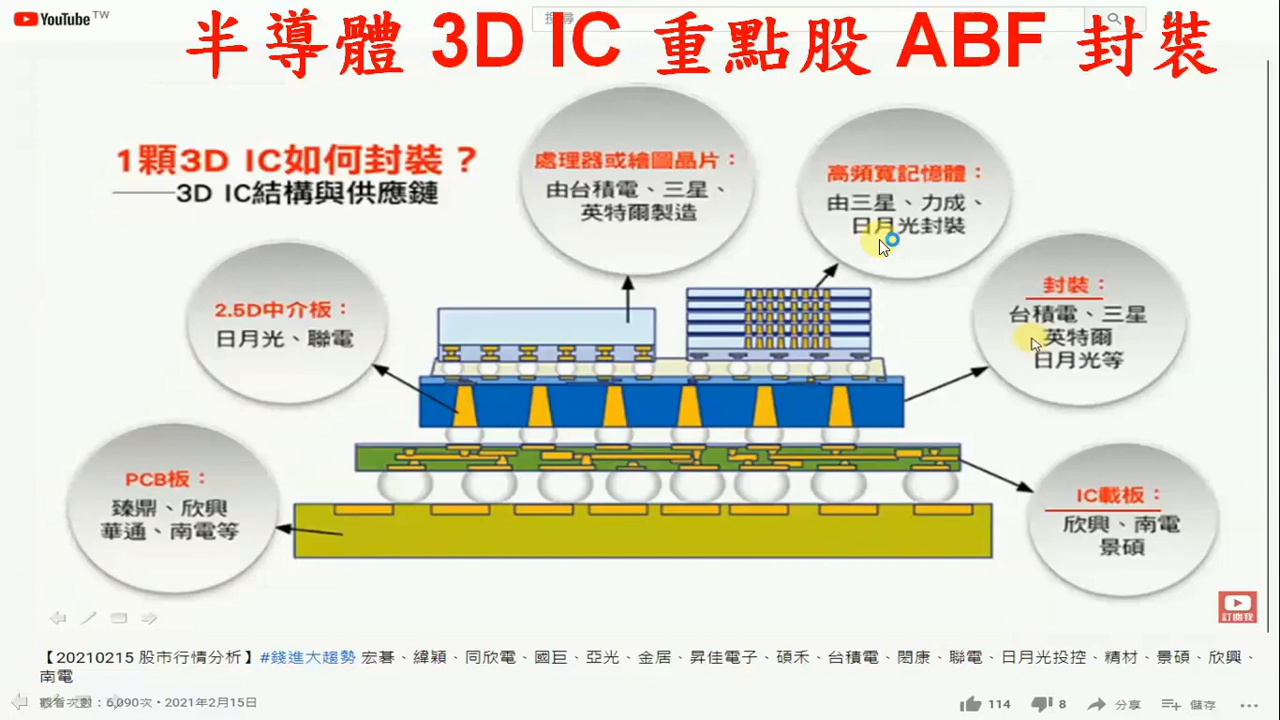 YouTube TW
搜尋
半導體 3D IC 重點股 ABF 封裝
1顆3D IC如何封裝？
——3D IC結構與供應鏈
處理器或繪圖晶片：
由台積電、三星、
英特爾製造
高頻寬記憶體：
由三星、力成、
日月光封裝
2.5D中介板：
日月光、聯電
封裝：
台積電、三星
英特爾
日月光等
PCB板：
臻鼎、欣興
華通、南電等
IC載板：
欣興、南電
景碩
訂閱我
【20210215 股市行情分析】#錢進大趨勢 宏碁、緯穎、同欣電、國巨、亞光、金居、昇佳電子、碩禾、台積電、閎康、聯電、日月光投控、精材、景碩、欣興、
南電
觀看次數：6,090次・2021年2月15日
114
8
分享
儲存